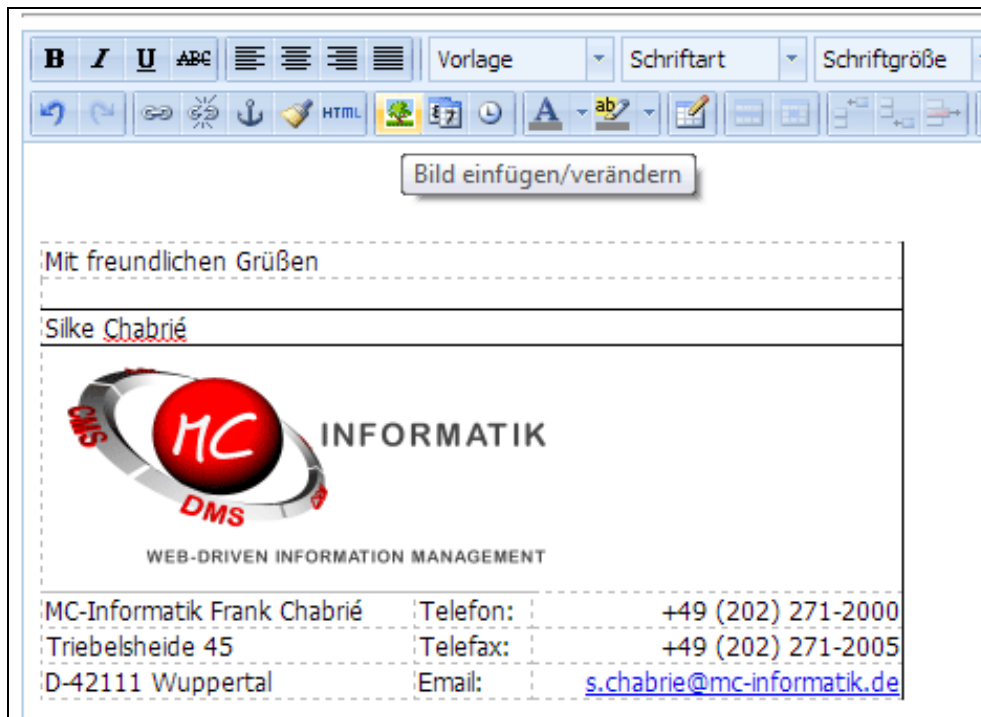 B I U ABC Vorlage Schriftart Schriftgröße
HTML A ab
Bild einfügen/verändern
Mit freundlichen Grüßen
Silke Chabrié
CMS MC INFORMATIK
DMS
WEB-DRIVEN INFORMATION MANAGEMENT
MC-Informatik Frank Chabrié Telefon: +49 (202) 271-2000
Triebelsheide 45 Telefax: +49 (202) 271-2005
D-42111 Wuppertal Email: s.chabrie@mc-informatik.de